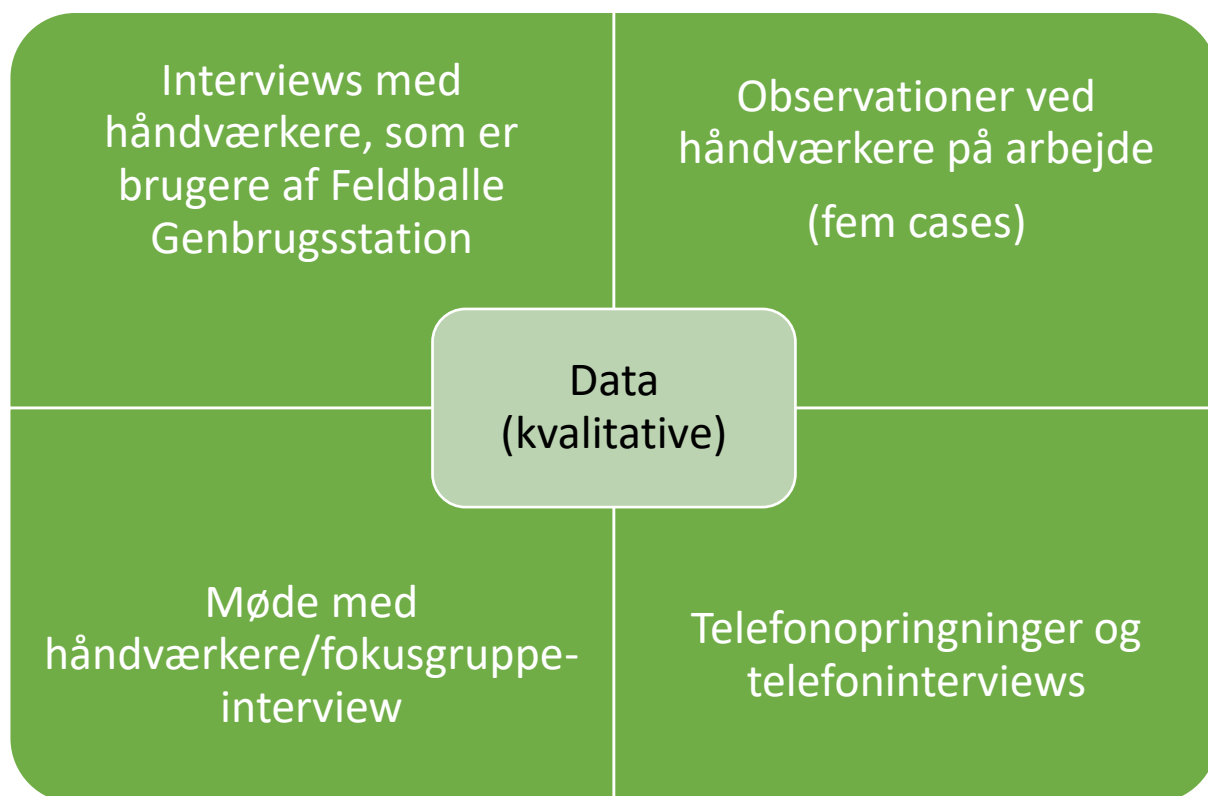 Interviews med
håndværkere, som er
brugere af Feldballe
Genbrugsstation
Observationer ved
håndværkere på arbejde
(fem cases)
Data
(kvalitative)
Møde med
håndværkere/fokusgruppe-
interview
Telefonopringninger og
telefoninterviews